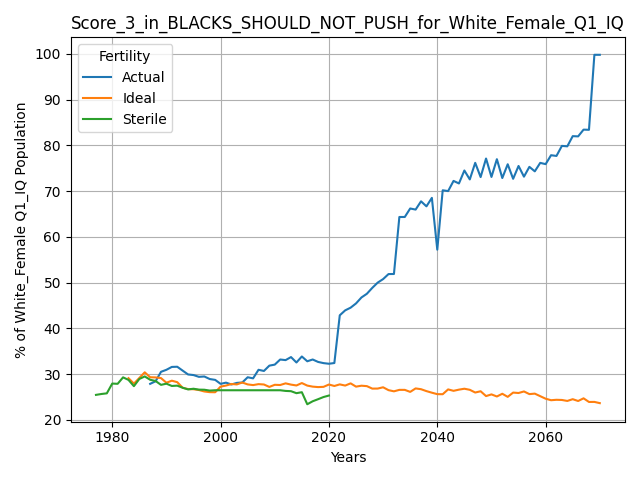 Score_3_in_BLACKS_SHOULD_NOT_PUSH_for_White_Female_Q1_IQ
Fertility
Actual
Ideal
Sterile
% of White_Female Q1_IQ Population
100
90
80
70
60
50
40
30
20
1980
2000
2020
2040
2060
Years